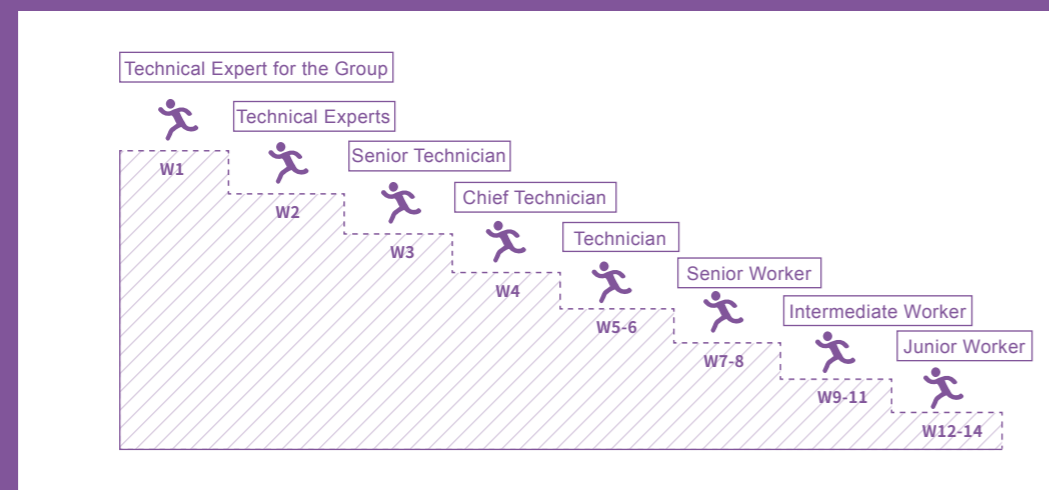 Technical Expert for the Group
Technical Experts
Senior Technician
W1
Chief Technician
W2
Technician
W3
Senior Worker
W4
Intermediate Worker
W5-6
Junior Worker
W7-8
W9-11
W12-14